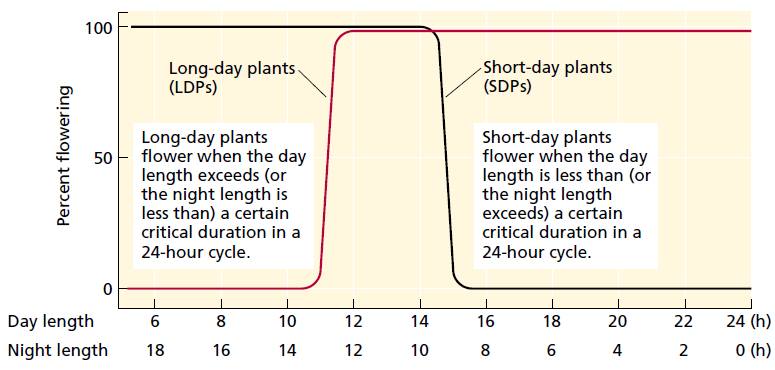 100
Long-day plants
(LDPs)
Short-day plants
(SDPs)
Percent flowering
Long-day plants
flower when the day
length exceeds (or
the night length is
less than) a certain
critical duration in a
24-hour cycle.
Short-day plants
flower when the day
length is less than (or
the night length
exceeds) a certain
critical duration in a
24-hour cycle.
50
0
Day length 6 8 10 12 14 16 18 20 22 24 (h)
Night length 18 16 14 12 10 8 6 4 2 0 (h)